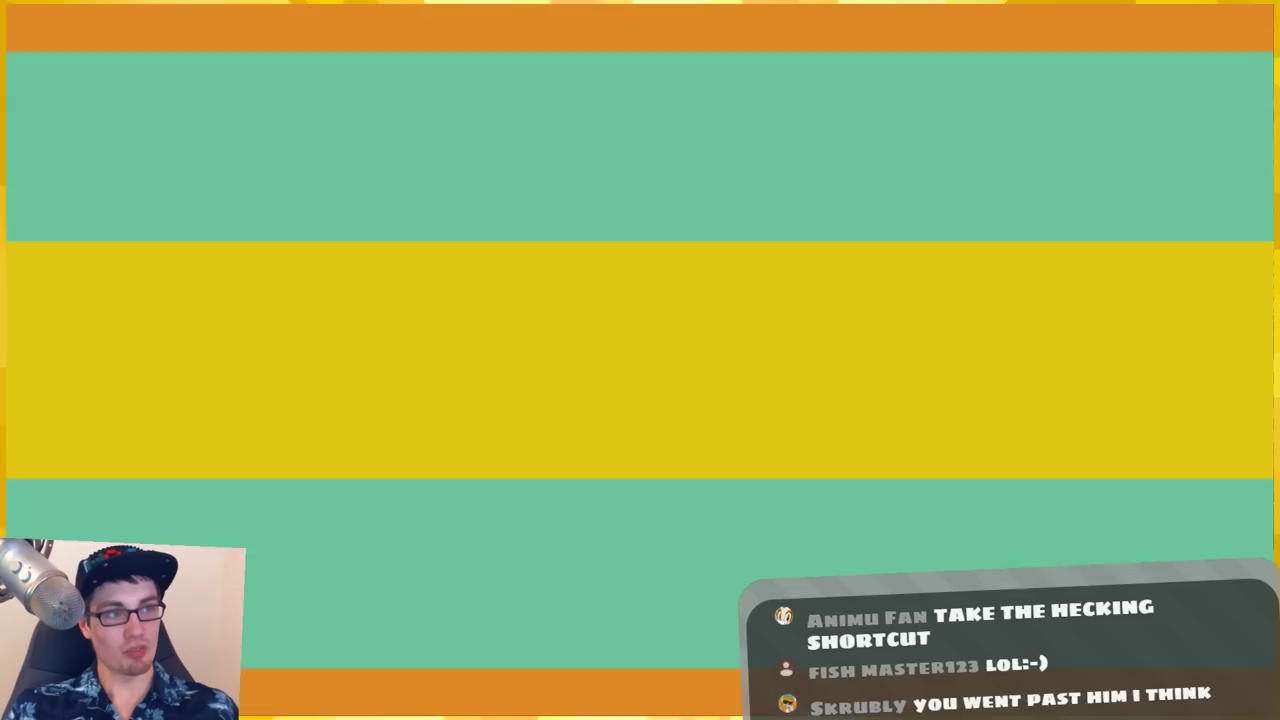 Animu Fan TAKE THE HECKING
SHORTCUT
FISH MASTER123 LOL:-)
Skrubly YOU WENT PAST HIM I THINK